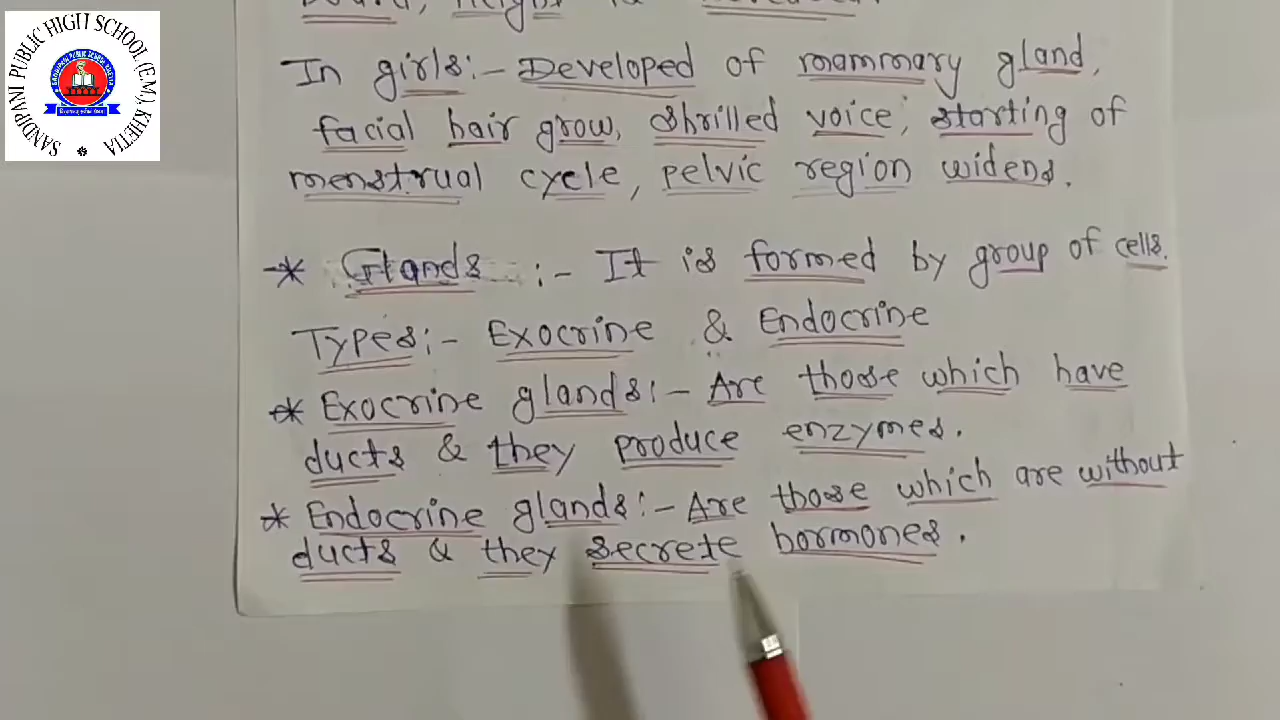 Height is
In girls:- Developed of mammary gland,
facial hair grow, Shrilled voice, starting of
menstrual cycle, pelvic region widens.
* Glands :- It is formed by group of cells.
Types:- Exocrine & Endocrine
* Exocrine glands:- Are those which have
ducts & they produce enzymes.
* Endocrine glands:- Are those which are without
ducts & they secrete hormones.
SANDIPANI PUBLIC HIGH SCHOOL (E.M), KHETIA